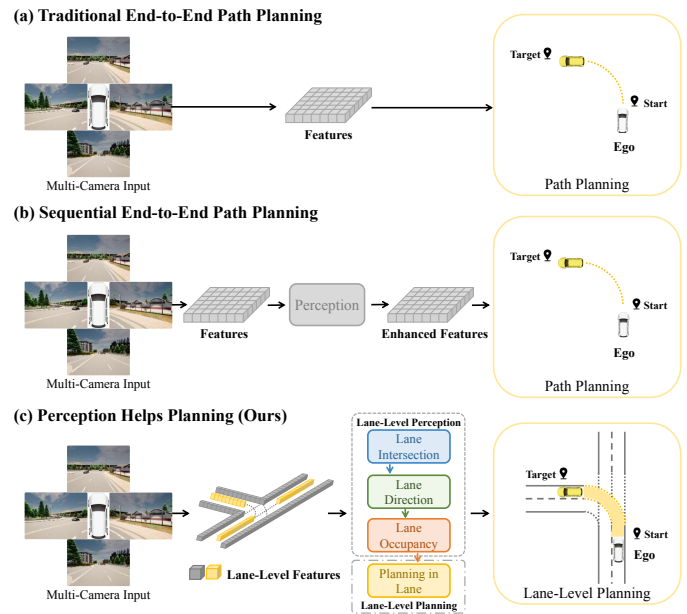 (a) Traditional End-to-End Path Planning
Target
Start
Features
Ego
Multi-Camera Input
Path Planning
(b) Sequential End-to-End Path Planning
Target
Perception
Start
Features
Enhanced Features
Ego
Multi-Camera Input
Path Planning
(c) Perception Helps Planning (Ours)
Lane-Level Perception
Lane
Intersection
Lane
Direction
Lane
Occupancy
Planning in
Lane
Lane-Level Planning
Target
Start
Ego
Lane-Level Features
Multi-Camera Input
Lane-Level Planning